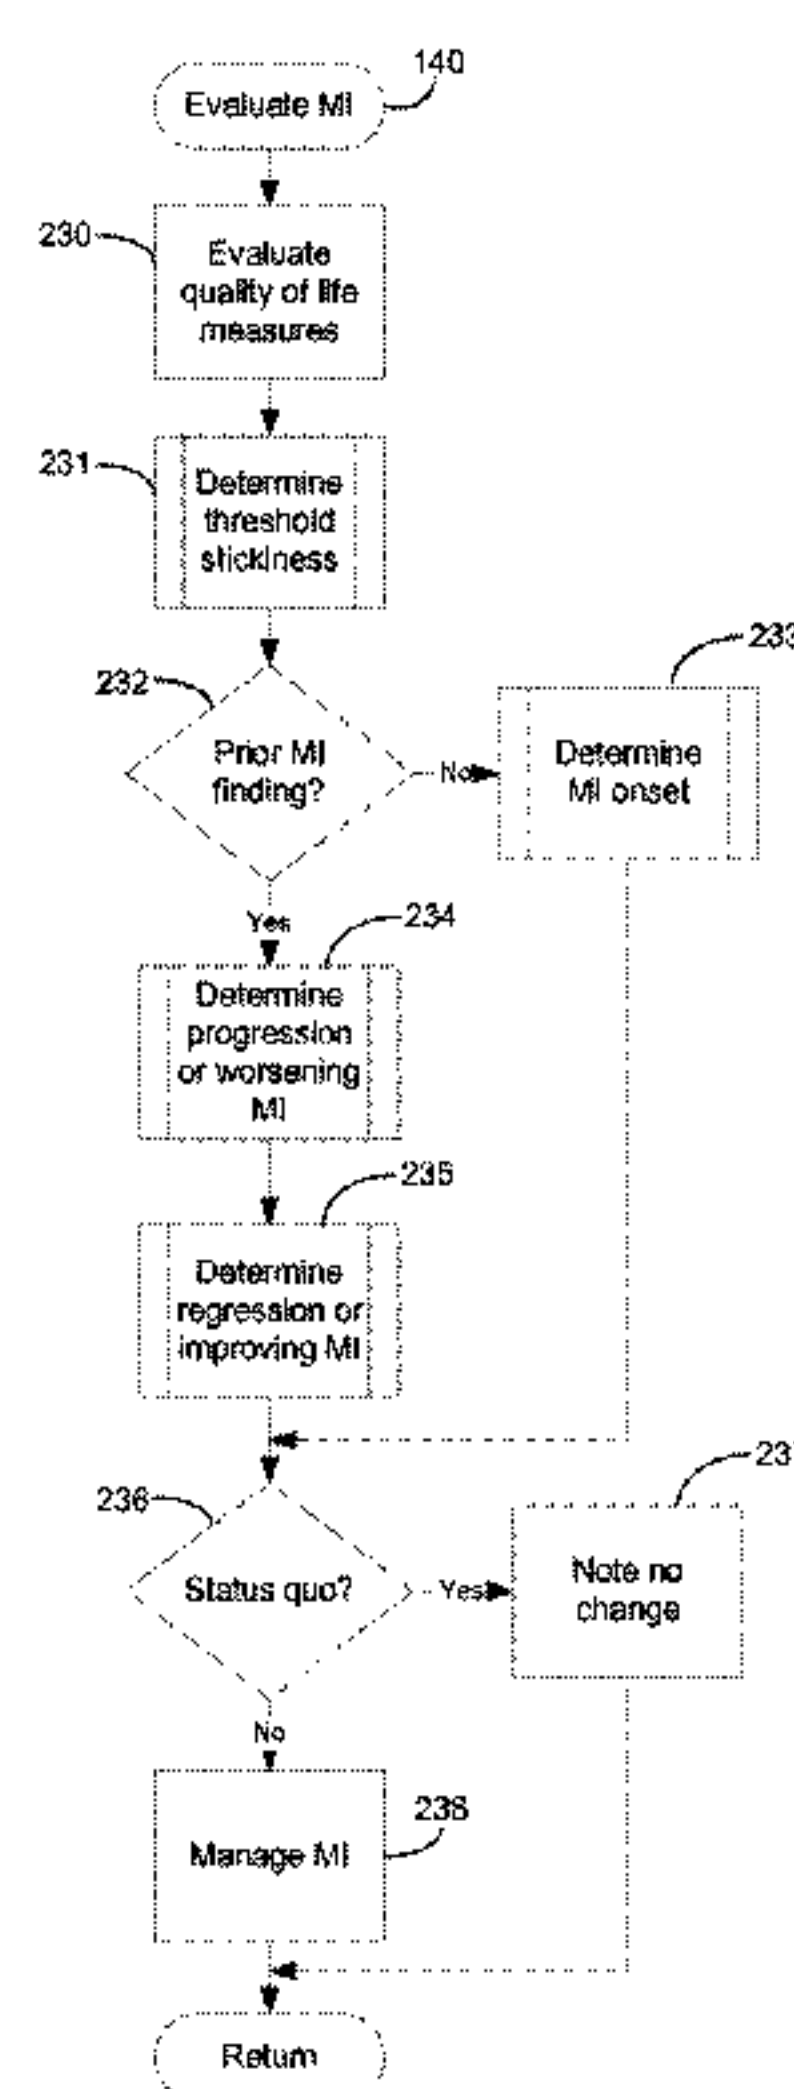 140
Evaluate MI
230
Evaluate
quality of life
measures
231
Determine
threshold
stickiness
232
Prior MI
finding?
No
233
Determine
MI onset
Yes
234
Determine
progression
or worsening
MI
235
Determine
regression or
improving MI
236
Status quo?
Yes
Note no
change
No
Manage MI
238
Return